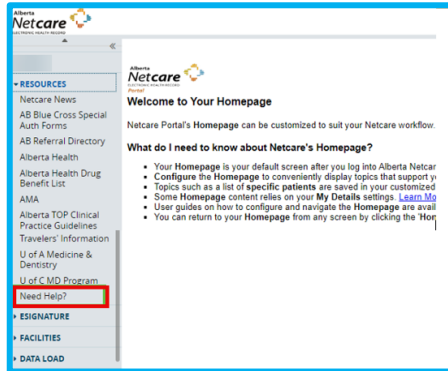 Alberta
Netcare
ELECTRONIC HEALTH RECORD
RESOURCES
Netcare News
AB Blue Cross Special
Auth Forms
AB Referral Directory
Alberta Health
Alberta Health Drug
Benefit List
AMA
Alberta TOP Clinical
Practice Guidelines
Travelers' Information
U of A Medicine &
Dentistry
U of C MD Program
Need Help?
ESIGNATURE
FACILITIES
DATA LOAD
Alberta
Netcare
ELECTRONIC HEALTH RECORD
Portal
Welcome to Your Homepage
Netcare Portal's Homepage can be customized to suit your Netcare workflow.
What do I need to know about Netcare's Homepage?
• Your Homepage is your default screen after you log into Alberta Netcar
• Configure the Homepage to conveniently display topics that support y
• Topics such as a list of specific patients are saved in your customized
• Some Homepage content relies on your My Details settings. Learn Mo
• User guides on how to configure and navigate the Homepage are avail
• You can return to your Homepage from any screen by clicking the 'Hor